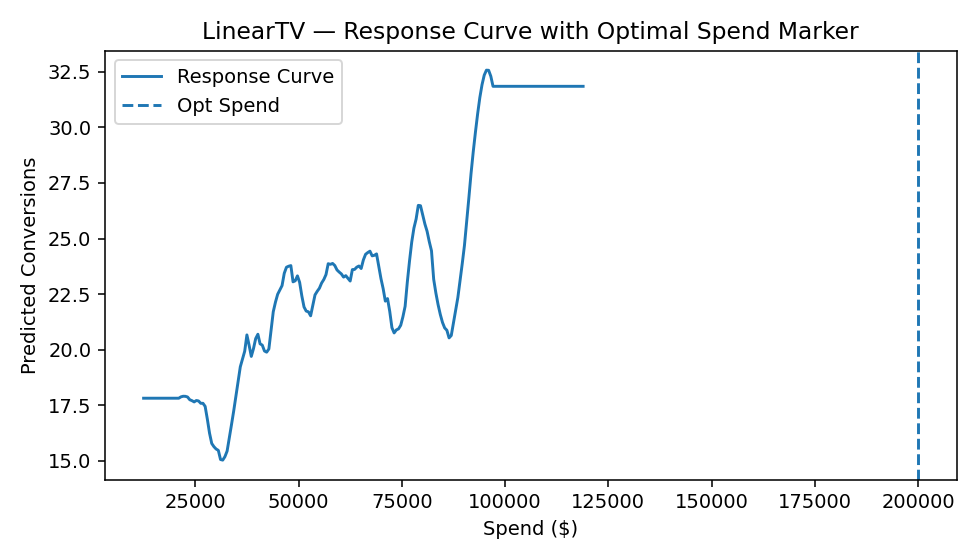 LinearTV — Response Curve with Optimal Spend Marker
Response Curve
Opt Spend
Predicted Conversions
32.5
30.0
27.5
25.0
22.5
20.0
17.5
15.0
25000 50000 75000 100000 125000 150000 175000 200000
Spend ($)